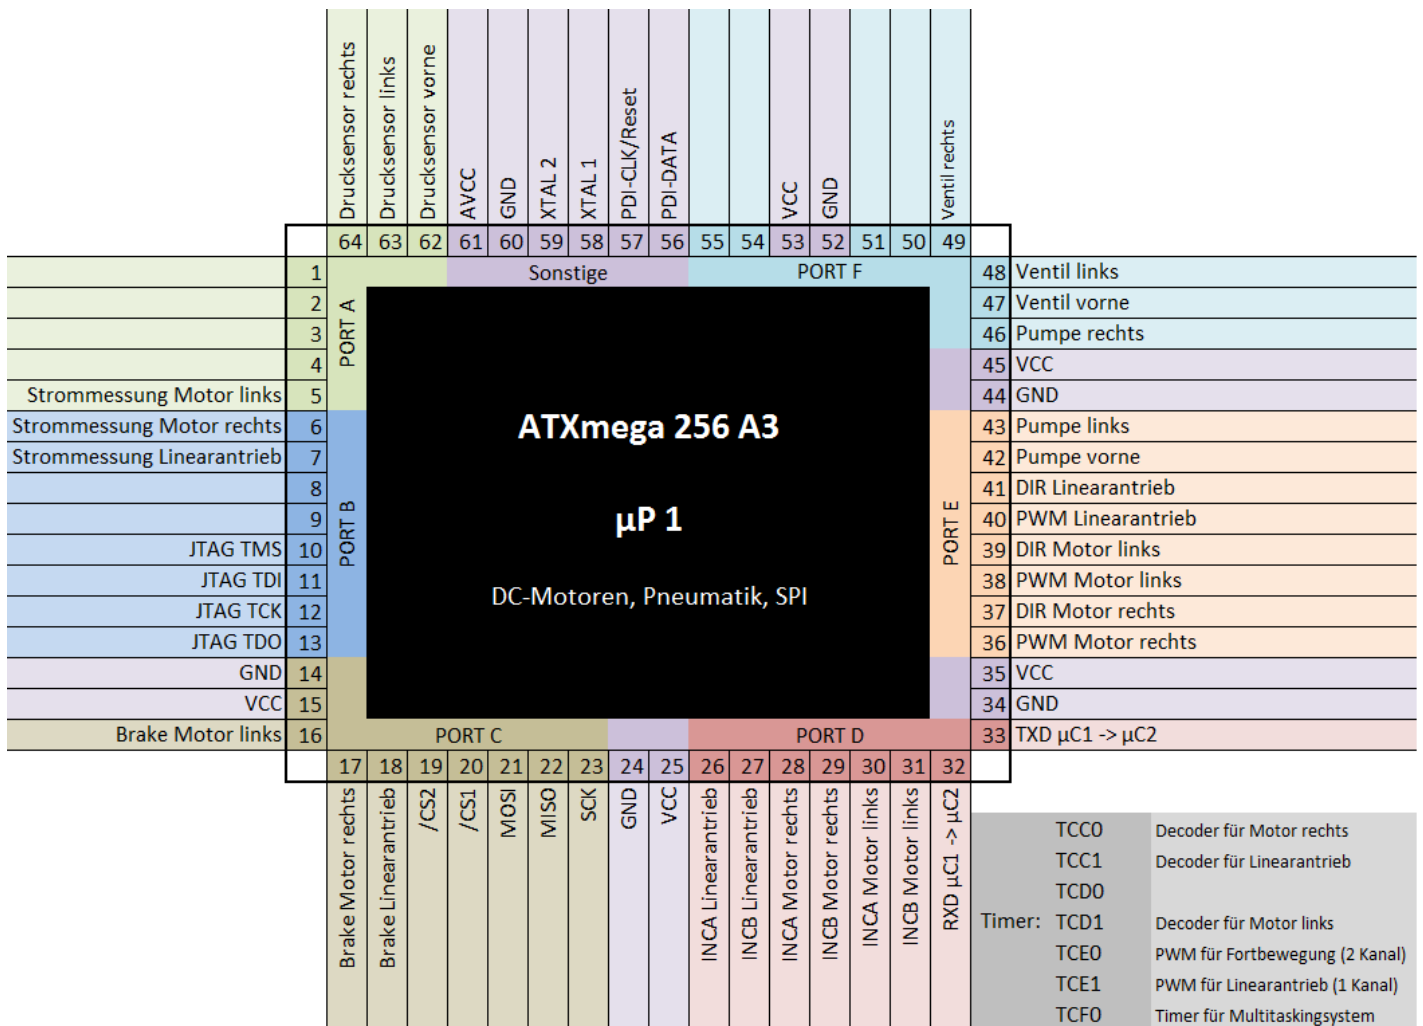 Drucksensor rechts
Drucksensor links
Drucksensor vorne
AVCC
GND
XTAL 2
XTAL 1
PDI-CLK/Reset
PDI-DATA
VCC
GND
Ventil rechts
64 63 62 61 60 59 58 57 56 55 54 53 52 51 50 49
Sonstige
PORT F
1
2
3
4
Strommessung Motor links 5
Strommessung Motor rechts 6
Strommessung Linearantrieb 7
8
9
JTAG TMS 10
JTAG TDI 11
JTAG TCK 12
JTAG TDO 13
GND 14
VCC 15
Brake Motor links 16
PORT A
PORT B
ATXmega 256 A3
µP 1
DC-Motoren, Pneumatik, SPI
PORT E
48 Ventil links
47 Ventil vorne
46 Pumpe rechts
45 VCC
44 GND
43 Pumpe links
42 Pumpe vorne
41 DIR Linearantrieb
40 PWM Linearantrieb
39 DIR Motor links
38 PWM Motor links
37 DIR Motor rechts
36 PWM Motor rechts
35 VCC
34 GND
33 TXD µC1 -> µC2
PORT C
PORT D
17 18 19 20 21 22 23 24 25 26 27 28 29 30 31 32
Brake Motor rechts
Brake Linearantrieb
/CS2
/CS1
MOSI
MISO
SCK
GND
VCC
INCA Linearantrieb
INCB Linearantrieb
INCA Motor rechts
INCB Motor rechts
INCA Motor links
INCB Motor links
RXD µC1 -> µC2
Timer:
TCC0 Decoder für Motor rechts
TCC1 Decoder für Linearantrieb
TCD0
TCD1 Decoder für Motor links
TCE0 PWM für Fortbewegung (2 Kanal)
TCE1 PWM für Linearantrieb (1 Kanal)
TCF0 Timer für Multitaskingsystem